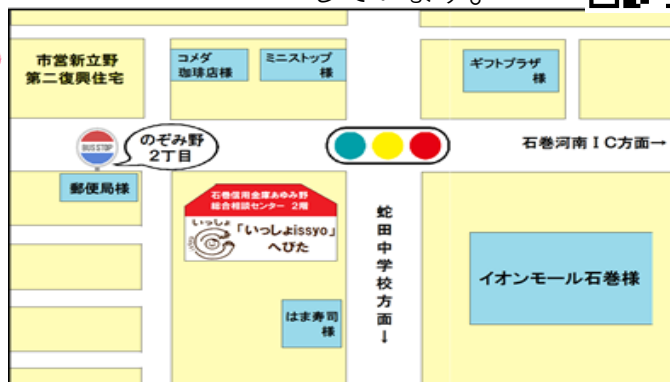 しています。
市営新立野
第二復興住宅
コメダ
珈琲店様
ミニストップ
様
ギフトプラザ
様
BUS STOP
のぞみ野
2丁目
石巻河南IC方面→
郵便局様
石巻信用金庫あゆみ野
総合相談センター 2階
いっしょ
「いっしょissyo」
へびた
蛇田中学校方面↓
イオンモール石巻様
はま寿司
様